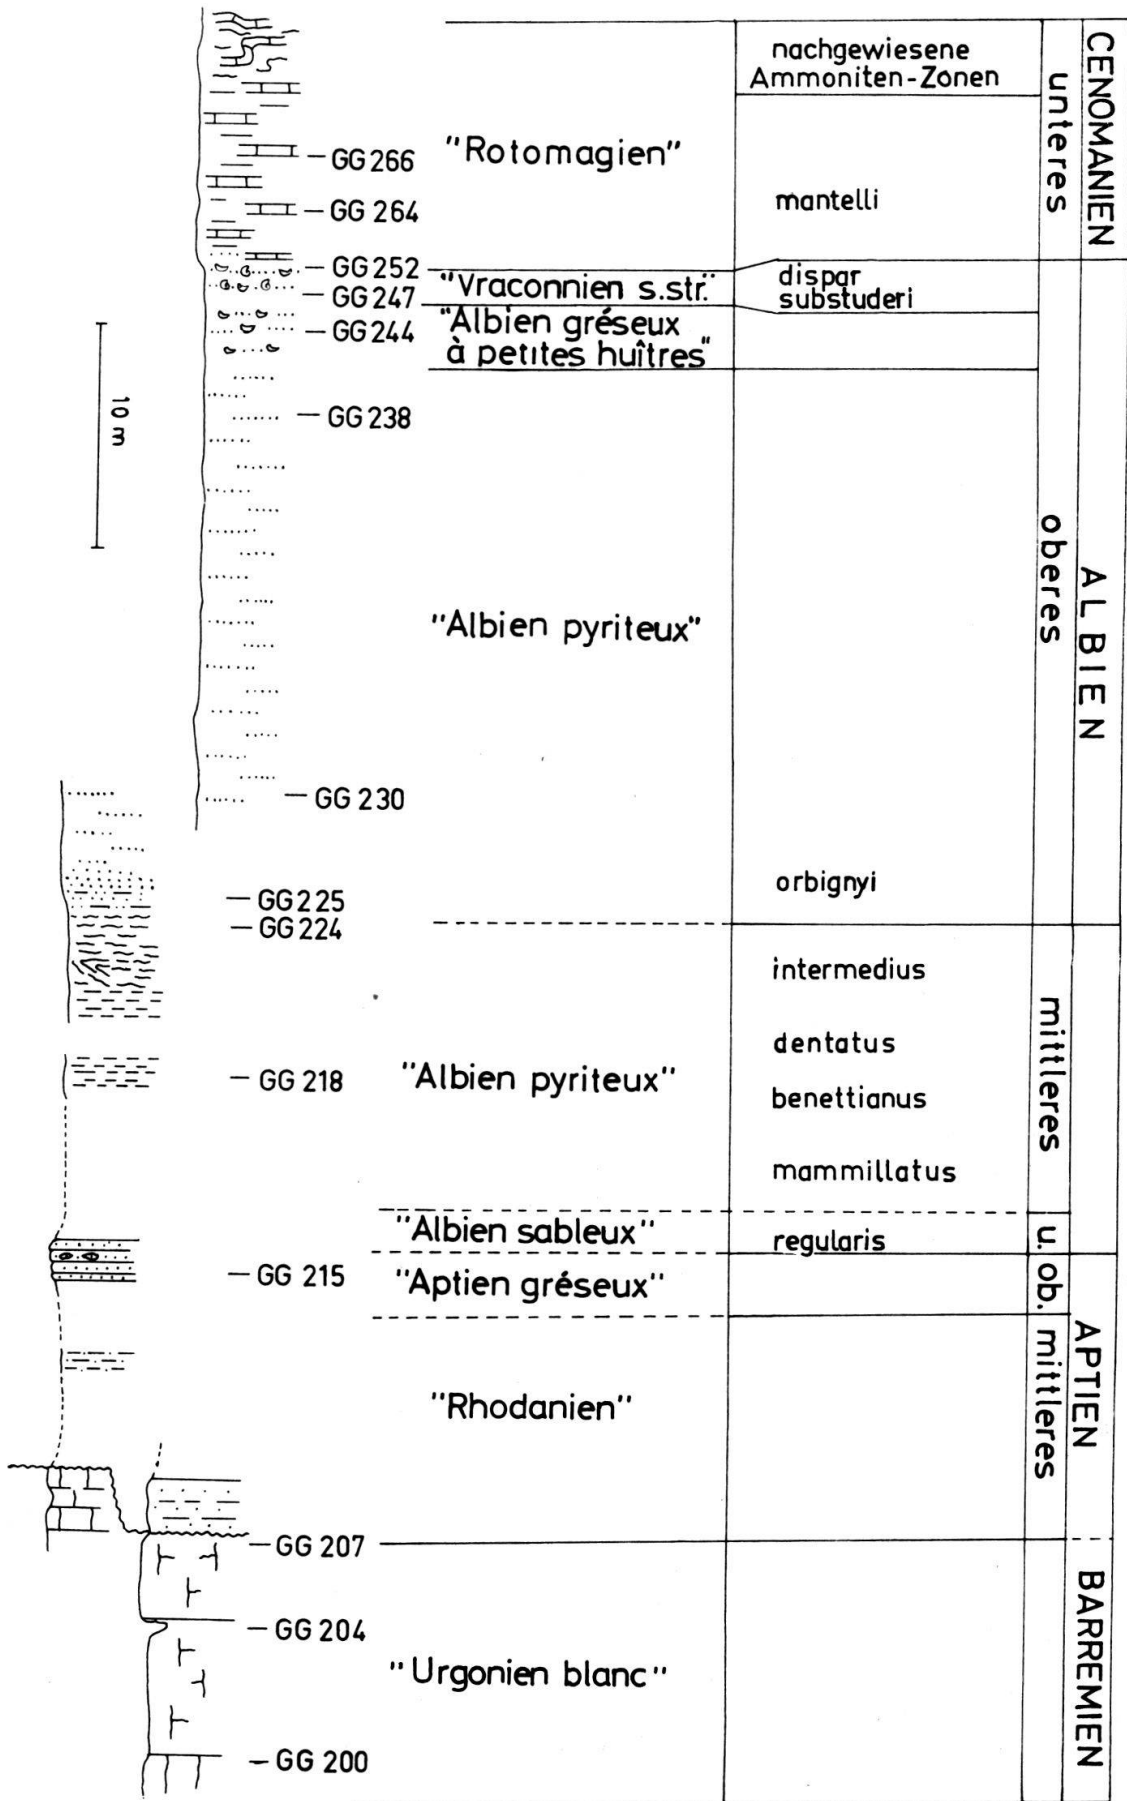 nachgewiesene
Ammoniten-Zonen
CENOMANIEN
unteres
"Rotomagien"
GG 266
mantelli
GG 264
GG 252
"Vraconnien s.str."
dispar
substuderi
GG 247
"Albien gréseux
à petites huîtres"
GG 244
10 m
GG 238
oberes
ALBIEN
"Albien pyriteux"
GG 230
orbignyi
GG 225
GG 224
intermedius
mittleres
dentatus
"Albien pyriteux"
GG 218
benettianus
mammillatus
"Albien sableux"
regularis
u.
GG 215
"Aptien gréseux"
ob.
APTIEN
mittleres
"Rhodanien"
GG 207
BARREMIEN
GG 204
"Urgonien blanc"
GG 200